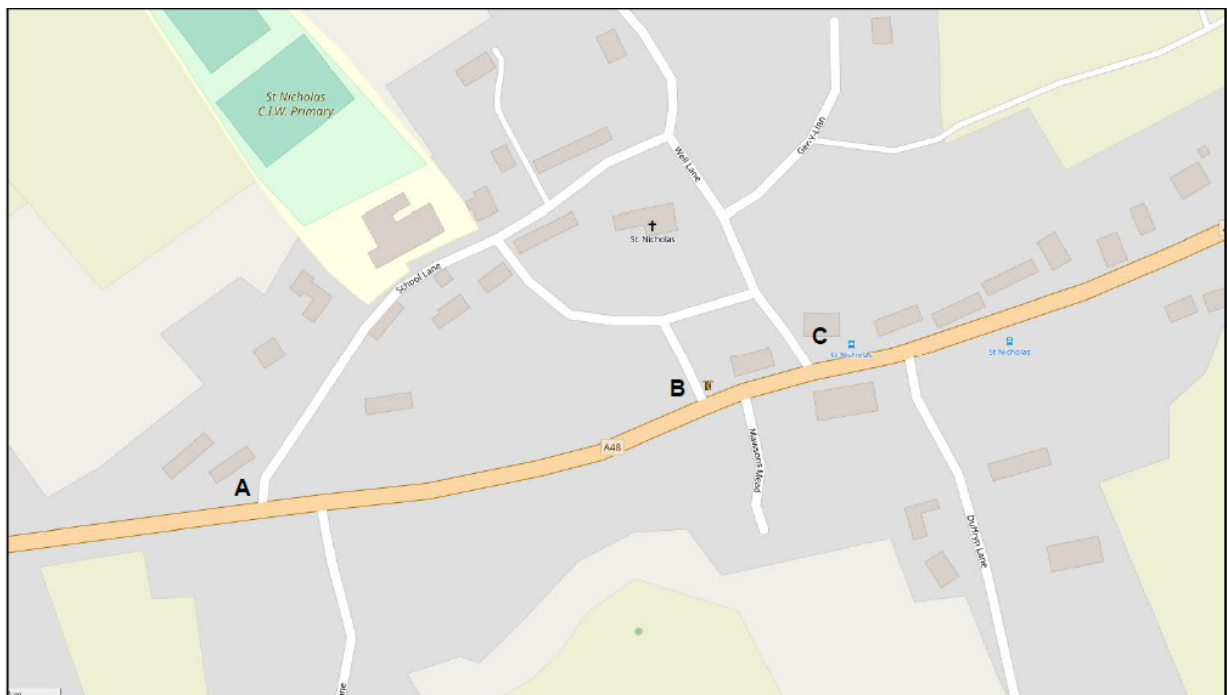 St Nicholas
C.I.W. Primary
Well Lane
Ger-y-Llan
St. Nicholas
School Lane
C
St Nicholas
St Nicholas
B
A48
Mawsons Mead
A
Duffryn Lane